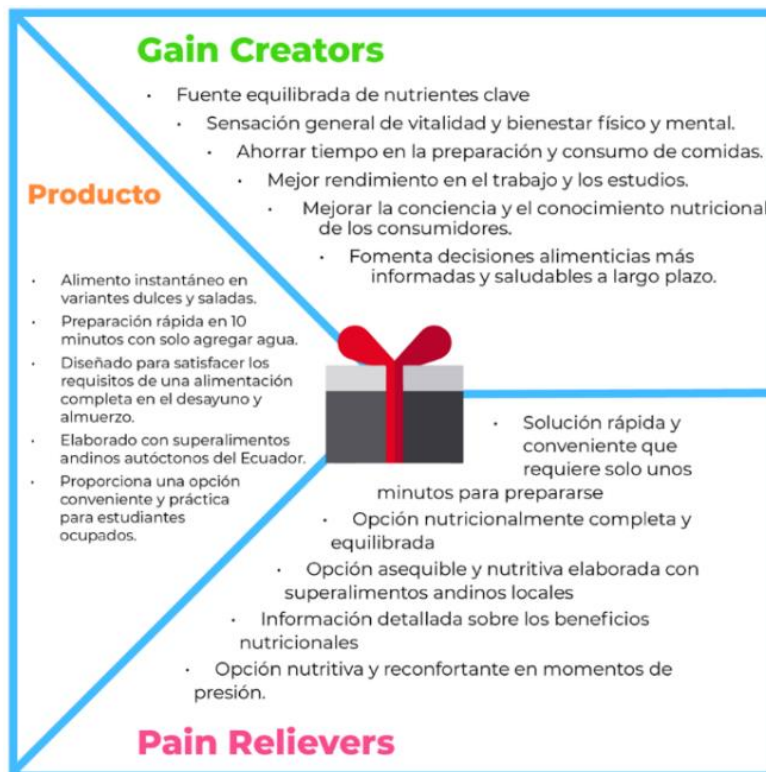 Gain Creators
· Fuente equilibrada de nutrientes clave
· Sensación general de vitalidad y bienestar físico y mental.
· Ahorrar tiempo en la preparación y consumo de comidas.
· Mejor rendimiento en el trabajo y los estudios.
· Mejorar la conciencia y el conocimiento nutricional
de los consumidores.
· Fomenta decisiones alimenticias más
informadas y saludables a largo plazo.
Producto
· Alimento instantáneo en
variantes dulces y saladas.
· Preparación rápida en 10
minutos con solo agregar agua.
· Diseñado para satisfacer los
requisitos de una alimentación
completa en el desayuno y
almuerzo.
· Elaborado con superalimentos
andinos autóctonos del Ecuador.
· Proporciona una opción
conveniente y práctica
para estudiantes
ocupados.
· Solución rápida y
conveniente que
requiere solo unos
minutos para prepararse
· Opción nutricionalmente completa y
equilibrada
· Opción asequible y nutritiva elaborada con
superalimentos andinos locales
· Información detallada sobre los beneficios
nutricionales
· Opción nutritiva y reconfortante en momentos de
presión.
Pain Relievers